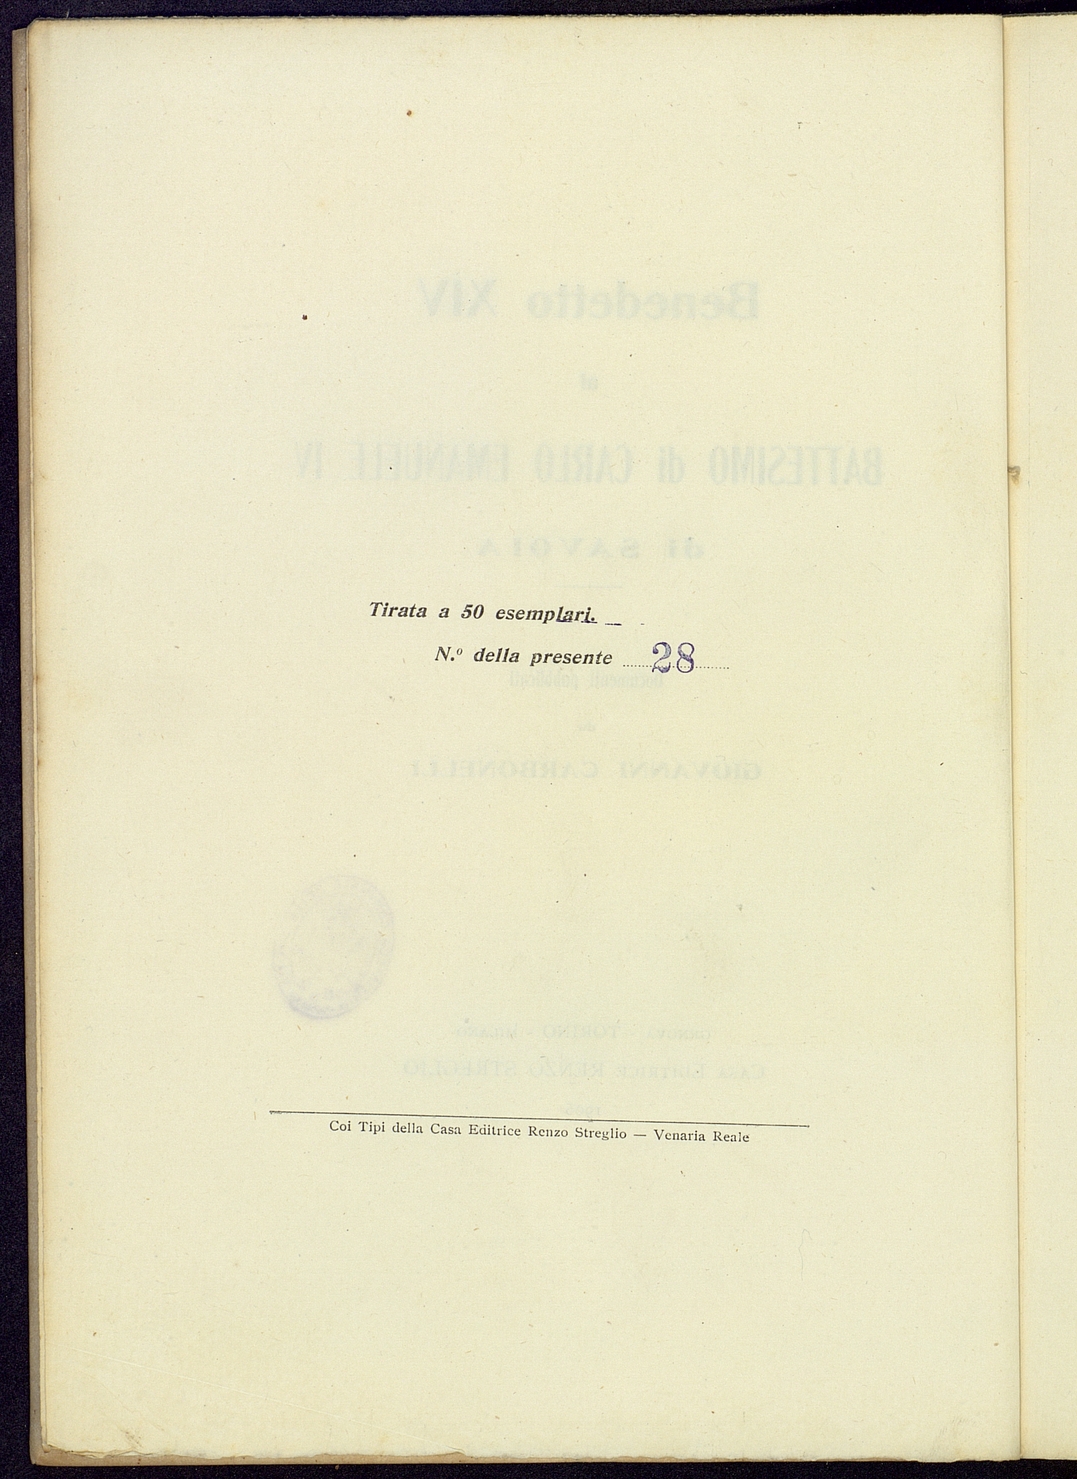 Tirata a 50 esemplari.
N.º della presente 28
Coi Tipi della Casa Editrice Renzo Streglio — Venaria Reale